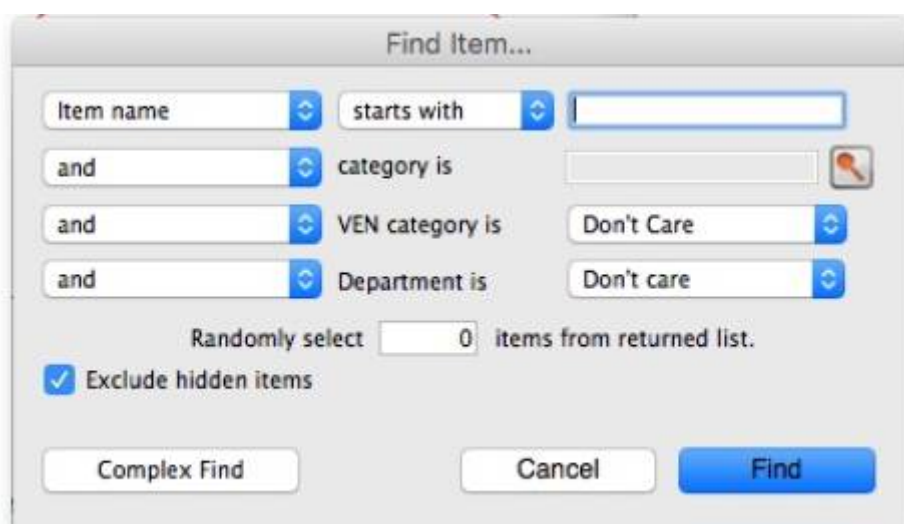 Find Item...
Item name starts with
and category is
and VEN category is Don't Care
and Department is Don't care
Randomly select 0 items from returned list.
Exclude hidden items
Complex Find Cancel Find